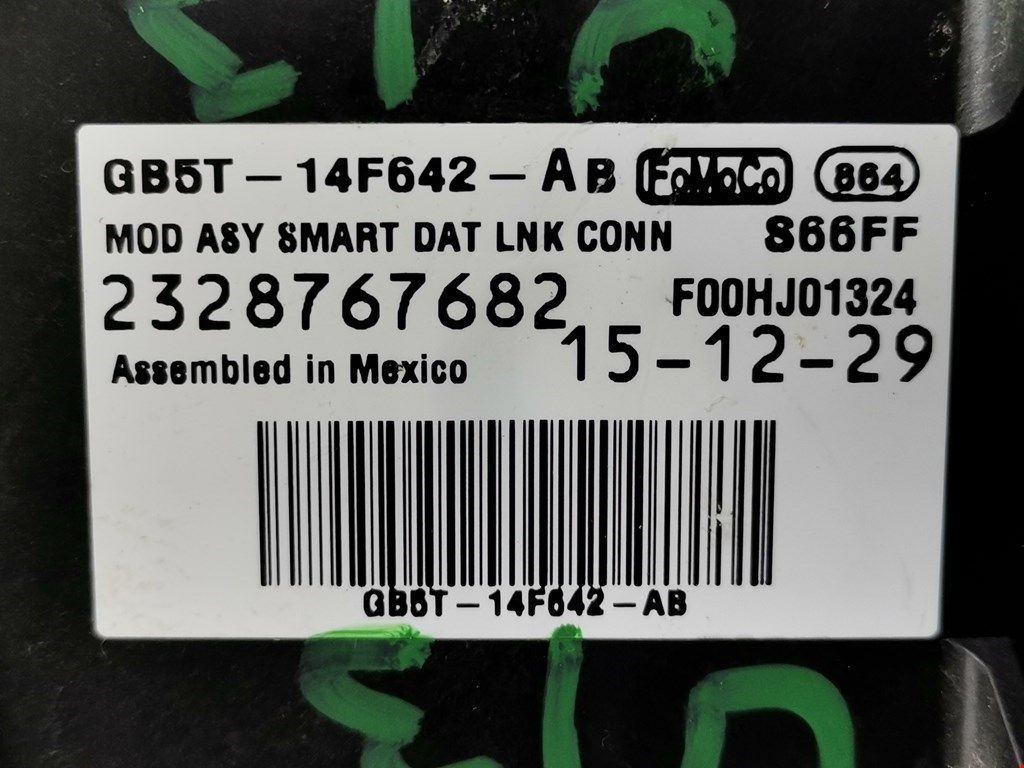 GB5T-14F642-AB FoMoCo 864
MOD ASY SMART DAT LNK CONN S66FF
2328767682 F00HJ01324
Assembled in Mexico 15-12-29
GB5T-14F642-AB